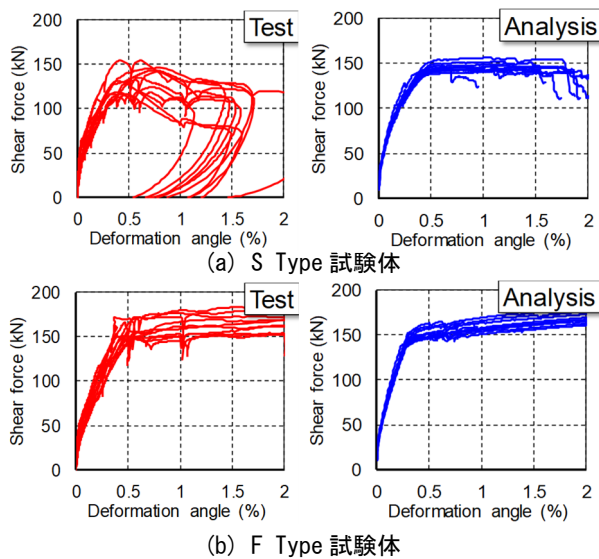 Test
Shear force (kN)
200
150
100
50
0
0 0.5 1 1.5 2
Deformation angle (%)
Analysis
Shear force (kN)
200
150
100
50
0
0 0.5 1 1.5 2
Deformation angle (%)
(a) S Type 試験体
Test
Shear force (kN)
200
150
100
50
0
0 0.5 1 1.5 2
Deformation angle (%)
Analysis
Shear force (kN)
200
150
100
50
0
0 0.5 1 1.5 2
Deformation angle (%)
(b) F Type 試験体